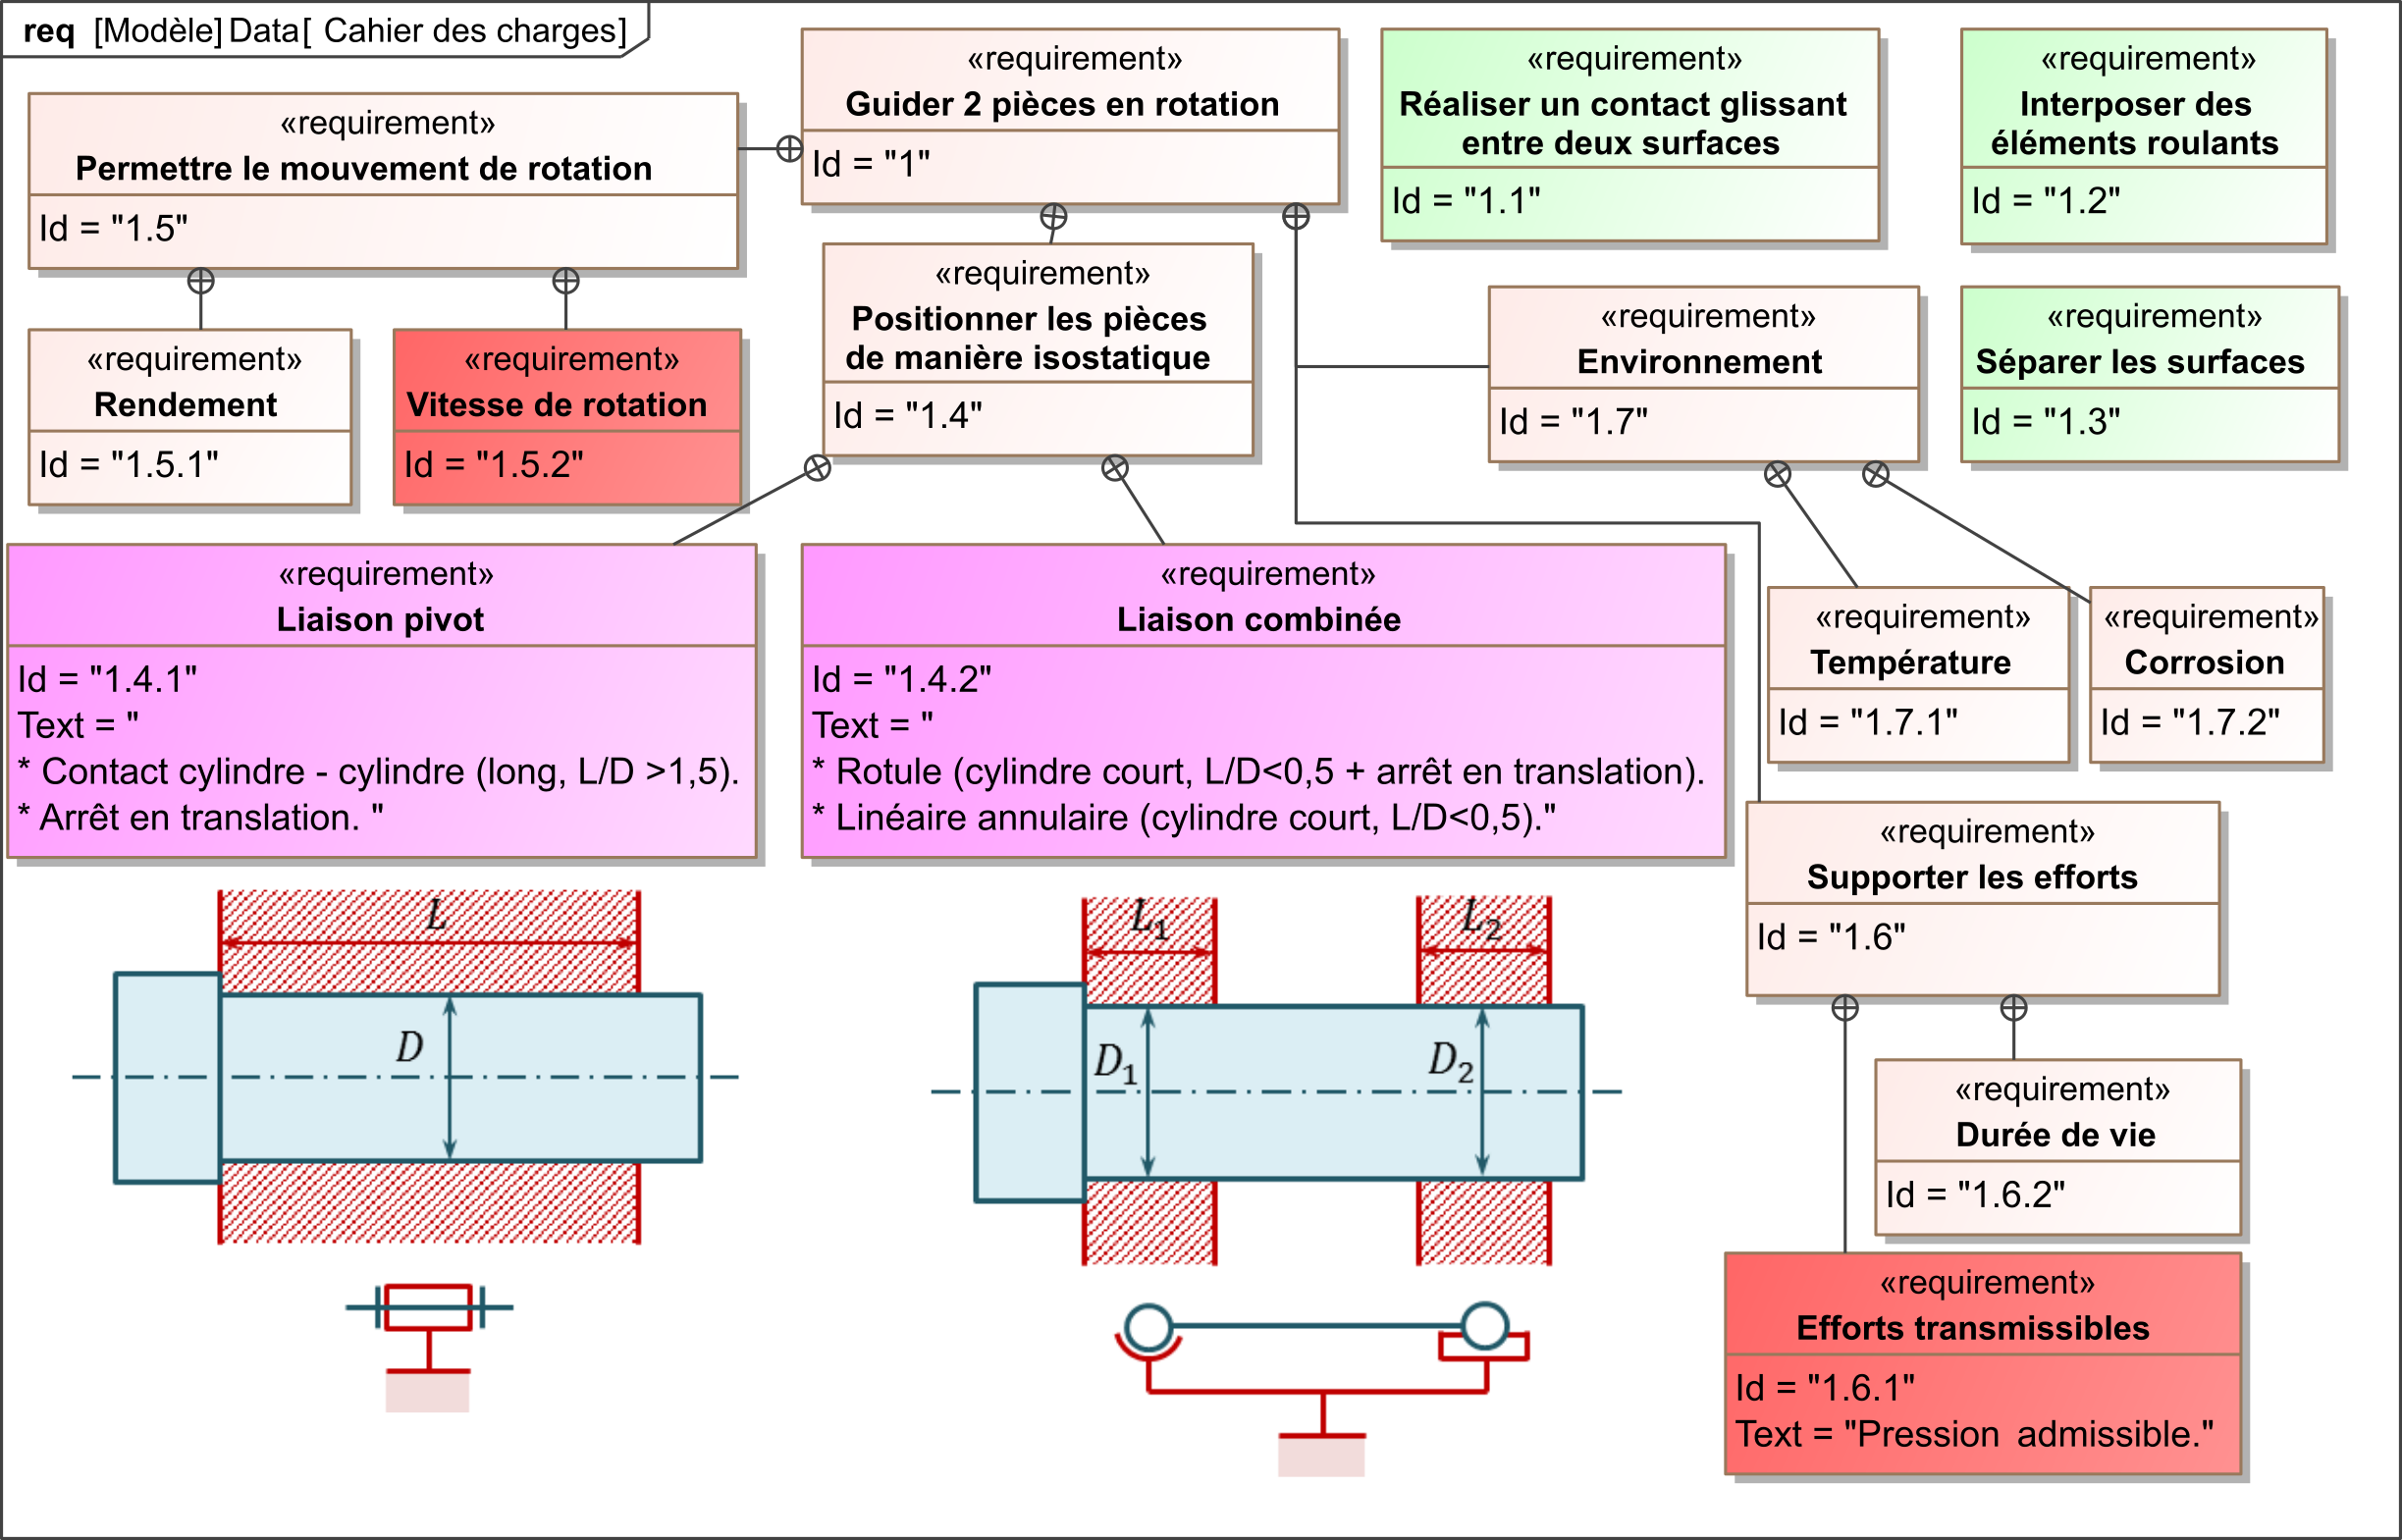 req [Modèle] Data[ Cahier des charges]
«requirement»
Guider 2 pièces en rotation
Id = "1"
«requirement»
Réaliser un contact glissant
entre deux surfaces
Id = "1.1"
«requirement»
Interposer des
éléments roulants
Id = "1.2"
«requirement»
Permettre le mouvement de rotation
Id = "1.5"
«requirement»
Positionner les pièces
de manière isostatique
Id = "1.4"
«requirement»
Environnement
Id = "1.7"
«requirement»
Séparer les surfaces
Id = "1.3"
«requirement»
Rendement
Id = "1.5.1"
«requirement»
Vitesse de rotation
Id = "1.5.2"
«requirement»
Liaison pivot
Id = "1.4.1"
Text = "
* Contact cylindre - cylindre (long, L/D >1,5).
* Arrêt en translation. "
«requirement»
Liaison combinée
Id = "1.4.2"
Text = "
* Rotule (cylindre court, L/D<0,5 + arrêt en translation).
* Linéaire annulaire (cylindre court, L/D<0,5)."
«requirement»
Température
Id = "1.7.1"
«requirement»
Corrosion
Id = "1.7.2"
«requirement»
Supporter les efforts
Id = "1.6"
L
D
L1
L2
D1
D2
«requirement»
Durée de vie
Id = "1.6.2"
«requirement»
Efforts transmissibles
Id = "1.6.1"
Text = "Pression admissible."